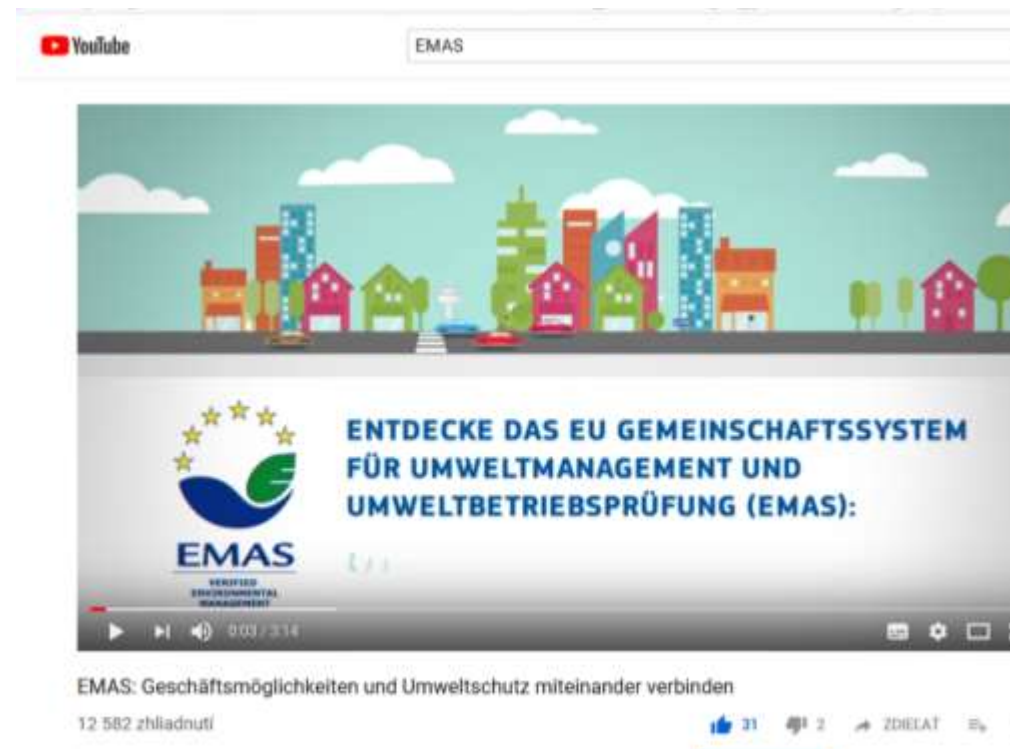 YouTube
EMAS
ENTDECKE DAS EU GEMEINSCHAFTSSYSTEM
FÜR UMWELTMANAGEMENT UND
UMWELTBETRIEBSPRÜFUNG (EMAS):
EMAS
VERIFIED
ENVIRONMENTAL
MANAGEMENT
0:03 / 3:14
EMAS: Geschäftsmöglichkeiten und Umweltschutz miteinander verbinden
12 582 zhliadnutí
31
2
ZDIEĽAŤ